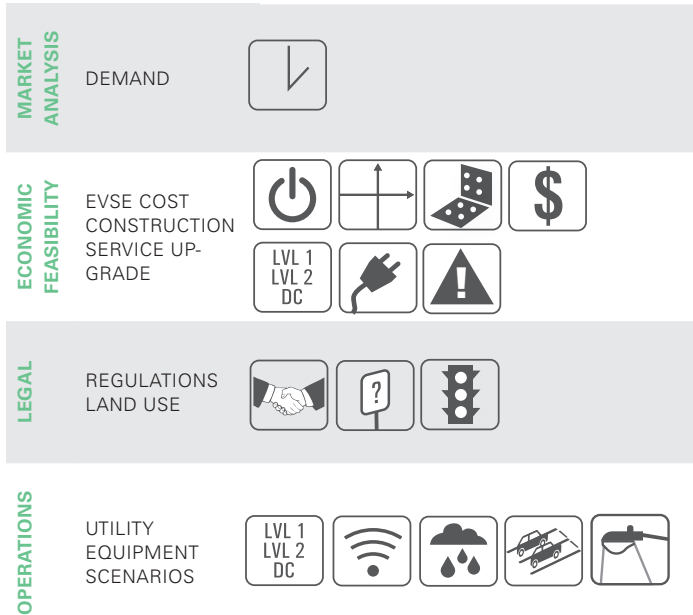 MARKET
ANALYSIS
DEMAND
ECONOMIC
FEASIBILITY
EVSE COST
CONSTRUCTION
SERVICE UP-
GRADE
$
LVL 1
LVL 2
DC
!
LEGAL
REGULATIONS
LAND USE
?
OPERATIONS
UTILITY
EQUIPMENT
SCENARIOS
LVL 1
LVL 2
DC